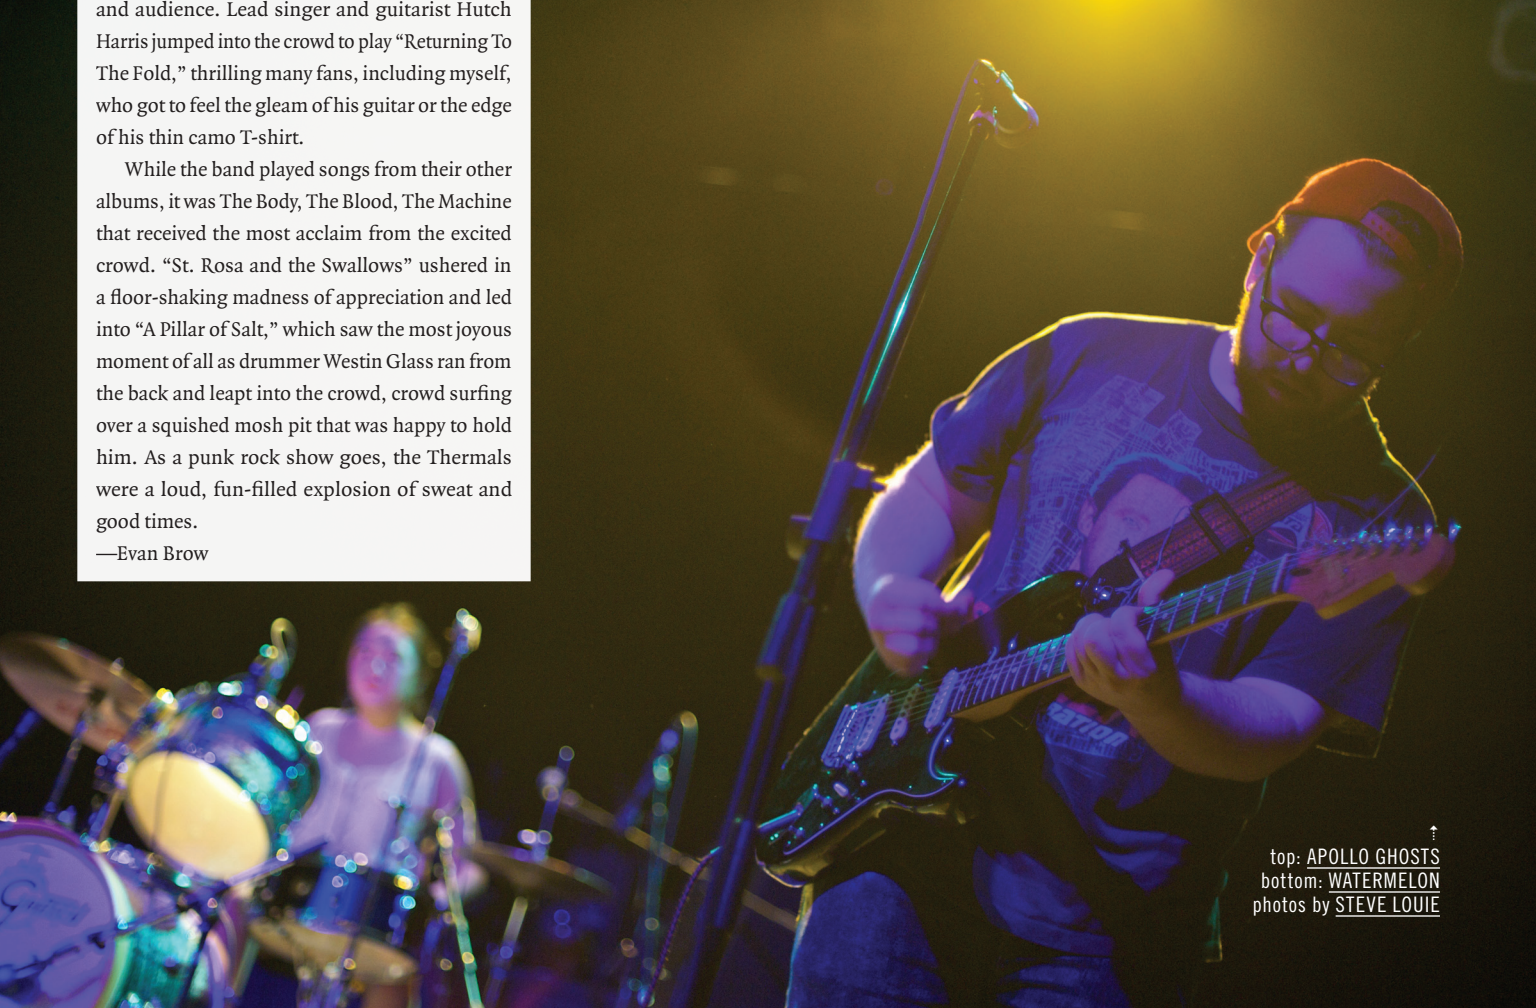 and audience. Lead singer and guitarist Hutch
Harris jumped into the crowd to play “Returning To
The Fold,” thrilling many fans, including myself,
who got to feel the gleam of his guitar or the edge
of his thin camo T-shirt.
While the band played songs from their other
albums, it was The Body, The Blood, The Machine
that received the most acclaim from the excited
crowd. “St. Rosa and the Swallows” ushered in
a floor-shaking madness of appreciation and led
into “A Pillar of Salt,” which saw the most joyous
moment of all as drummer Westin Glass ran from
the back and leapt into the crowd, crowd surfing
over a squished mosh pit that was happy to hold
him. As a punk rock show goes, the Thermals
were a loud, fun-filled explosion of sweat and
good times.
—Evan Brow
top: APOLLO GHOSTS
bottom: WATERMELON
photos by STEVE LOUIE